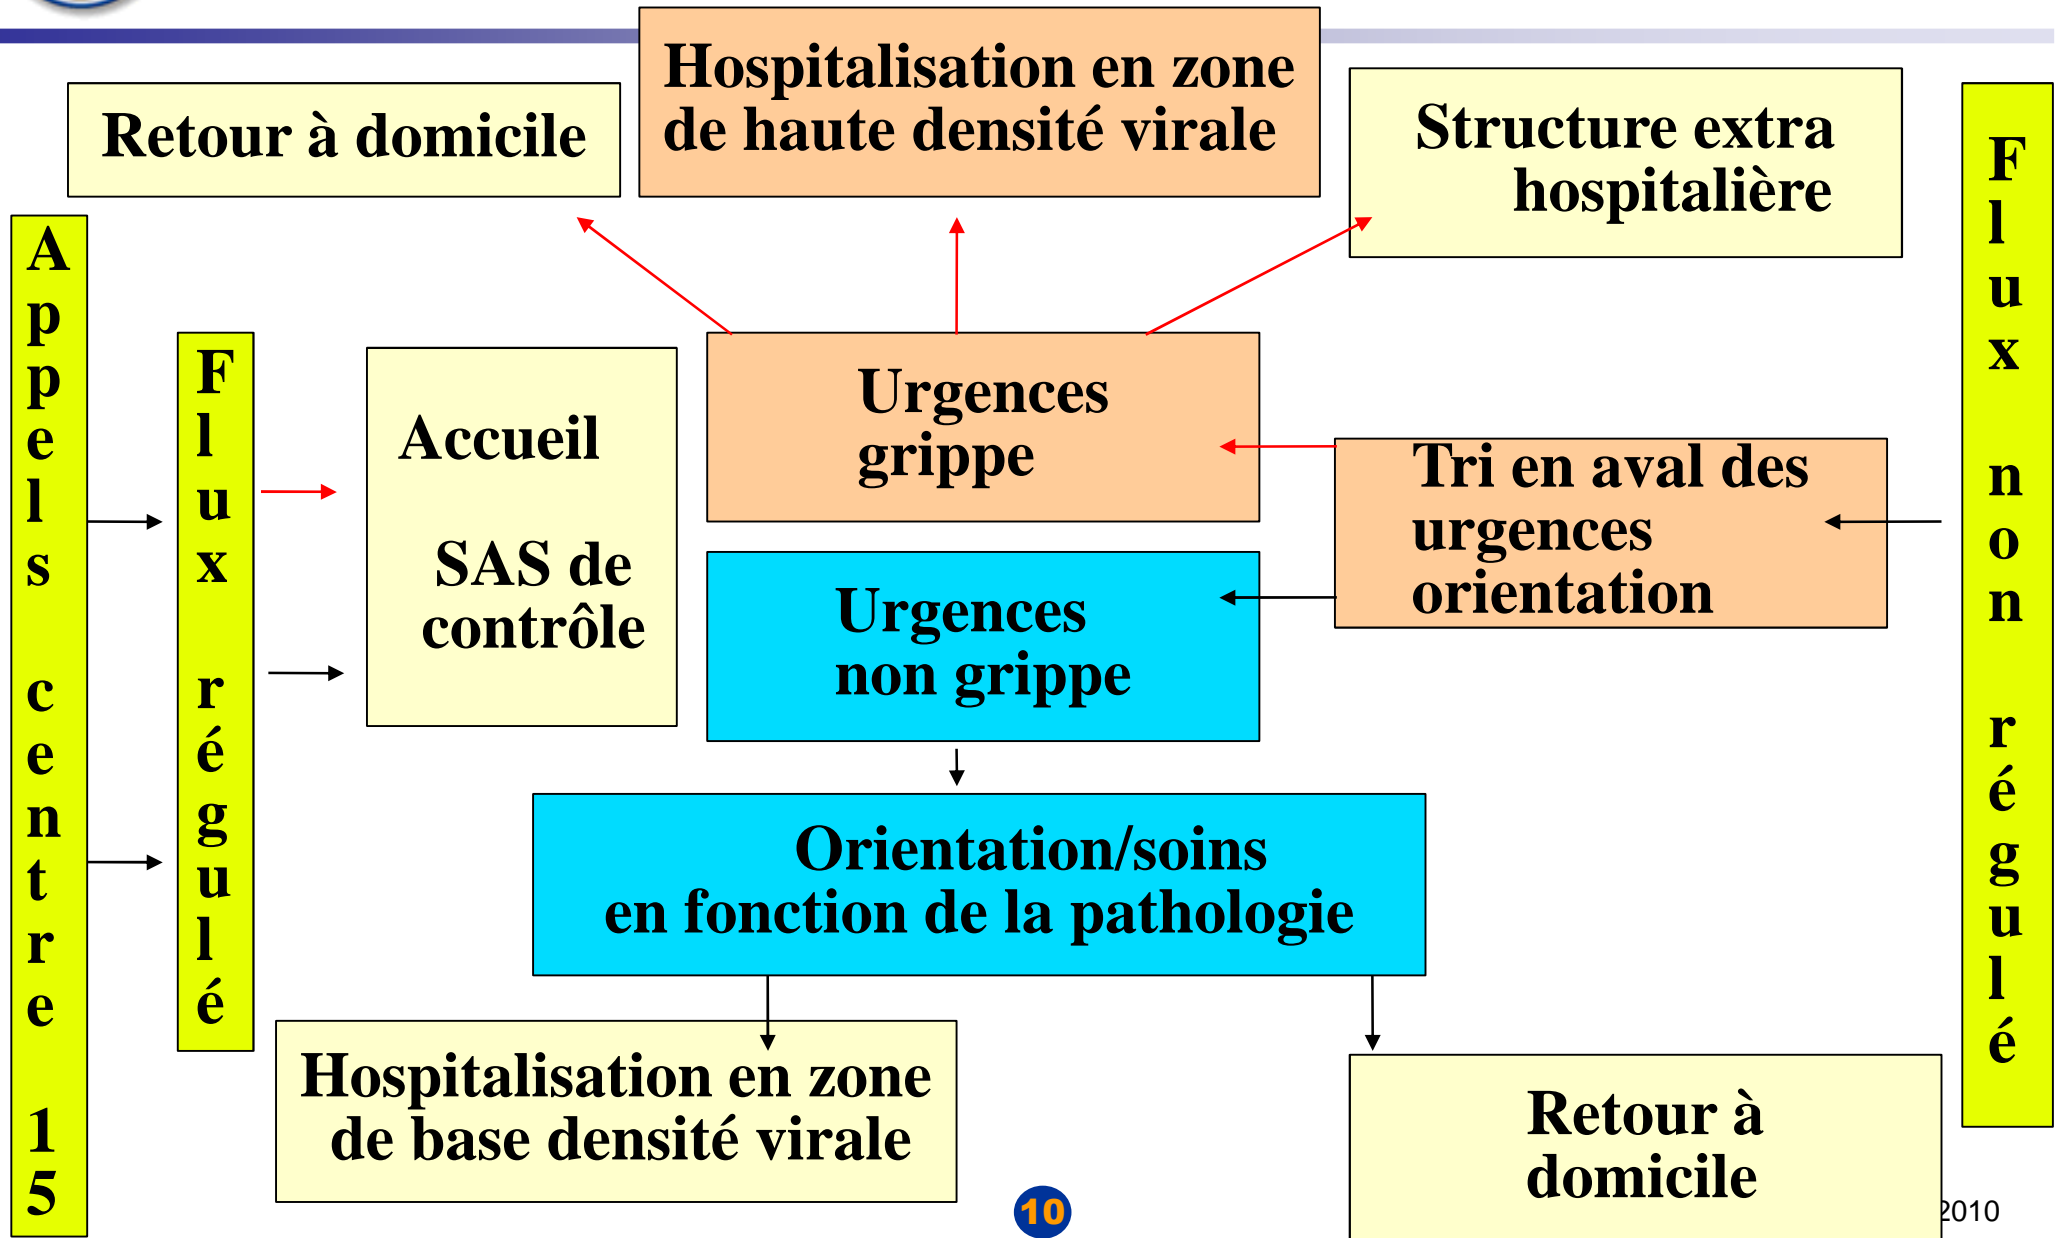 Hospitalisation en zone
de haute densité virale
Retour à domicile
Structure extra
hospitalière
Appels centre 15
Flux régulé
Accueil
SAS de
contrôle
Urgences
grippe
Tri en aval des
urgences
orientation
Flux non régulé
Urgences
non grippe
Orientation/soins
en fonction de la pathologie
Hospitalisation en zone
de base densité virale
Retour à
domicile
10
2010